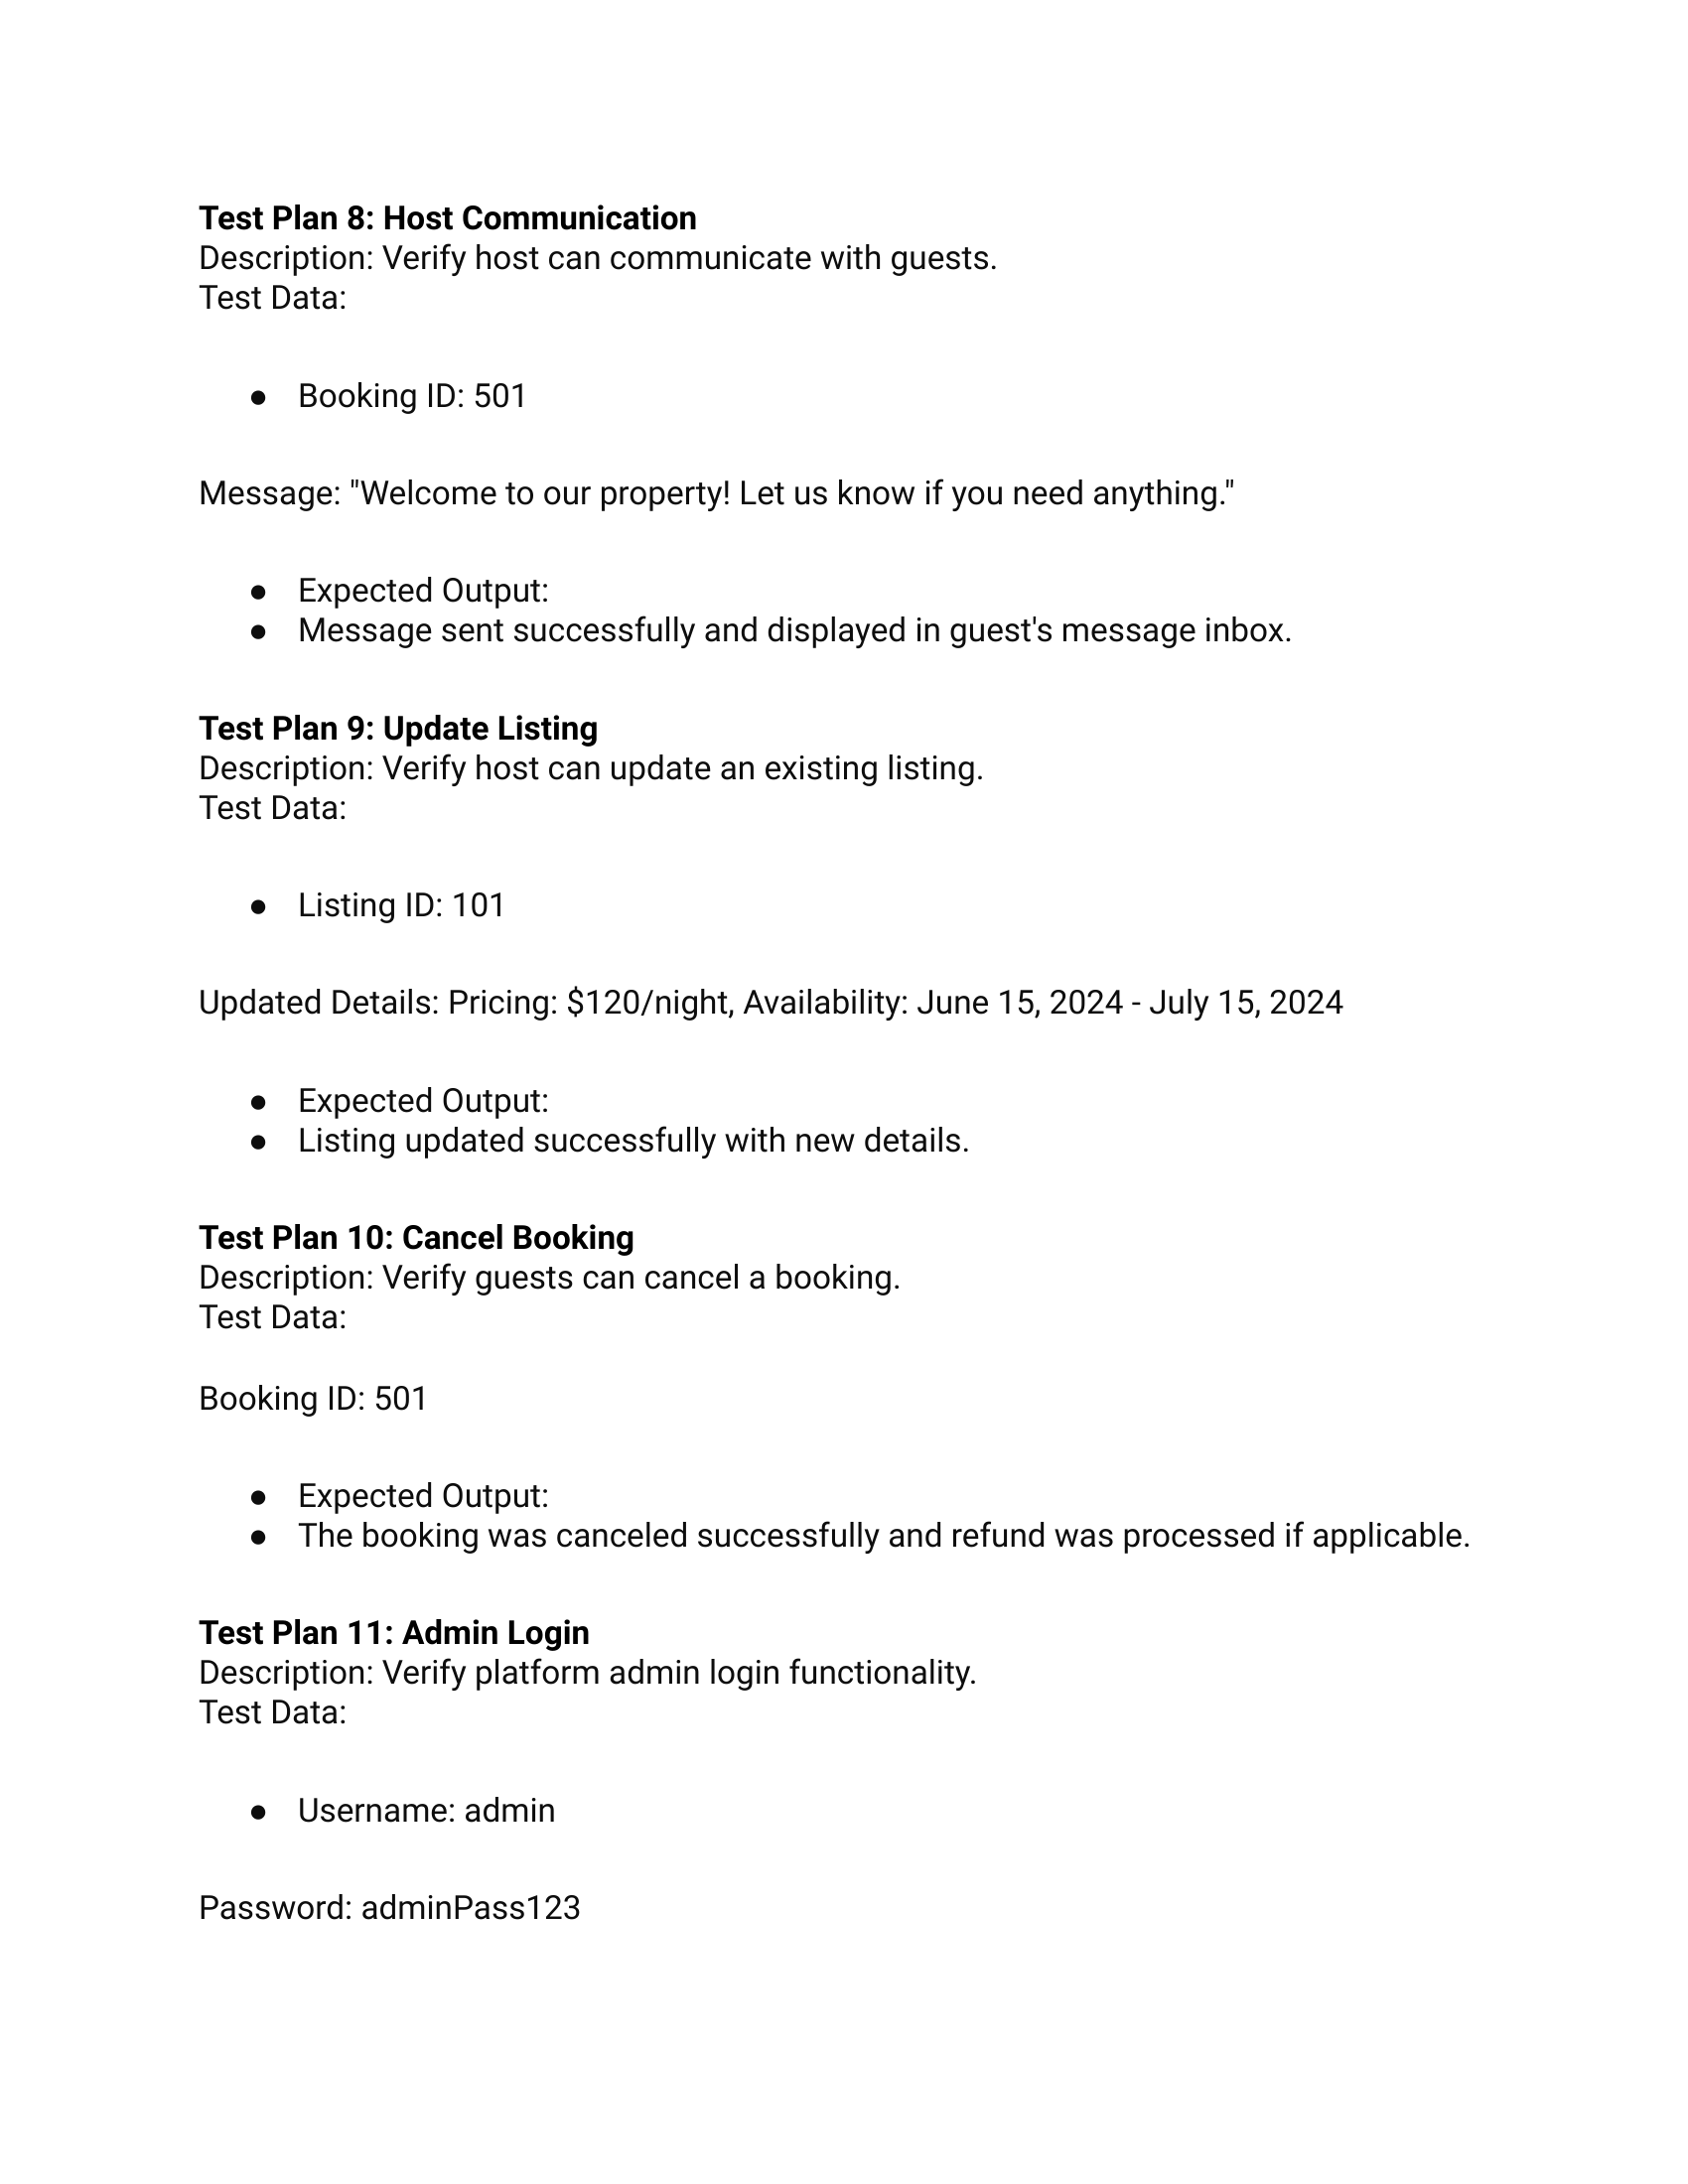 Test Plan 8: Host Communication
Description: Verify host can communicate with guests.
Test Data:
● Booking ID: 501
Message: "Welcome to our property! Let us know if you need anything."
● Expected Output:
● Message sent successfully and displayed in guest's message inbox.
Test Plan 9: Update Listing
Description: Verify host can update an existing listing.
Test Data:
● Listing ID: 101
Updated Details: Pricing: $120/night, Availability: June 15, 2024 - July 15, 2024
● Expected Output:
● Listing updated successfully with new details.
Test Plan 10: Cancel Booking
Description: Verify guests can cancel a booking.
Test Data:
Booking ID: 501
● Expected Output:
● The booking was canceled successfully and refund was processed if applicable.
Test Plan 11: Admin Login
Description: Verify platform admin login functionality.
Test Data:
● Username: admin
Password: adminPass123